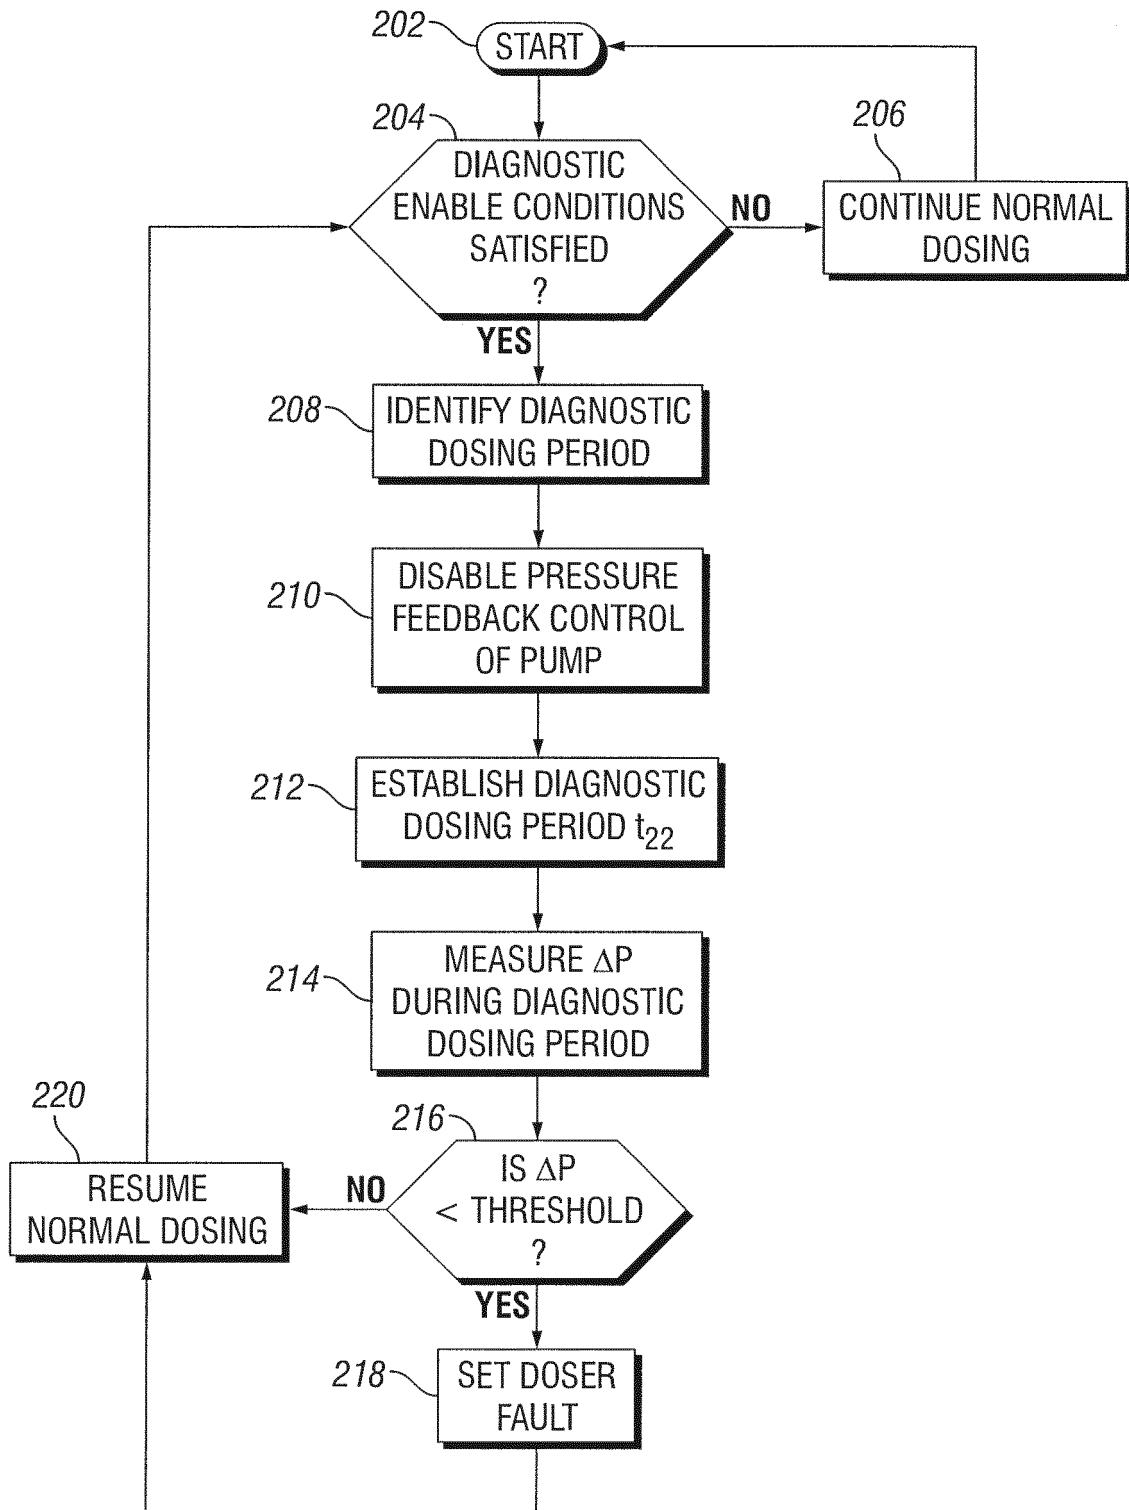 202
START
204
DIAGNOSTIC
ENABLE CONDITIONS
SATISFIED
?
NO
206
CONTINUE NORMAL
DOSING
YES
208
IDENTIFY DIAGNOSTIC
DOSING PERIOD
210
DISABLE PRESSURE
FEEDBACK CONTROL
OF PUMP
212
ESTABLISH DIAGNOSTIC
DOSING PERIOD t22
214
MEASURE ΔP
DURING DIAGNOSTIC
DOSING PERIOD
216
IS ΔP
< THRESHOLD
?
NO
220
RESUME
NORMAL DOSING
YES
218
SET DOSER
FAULT